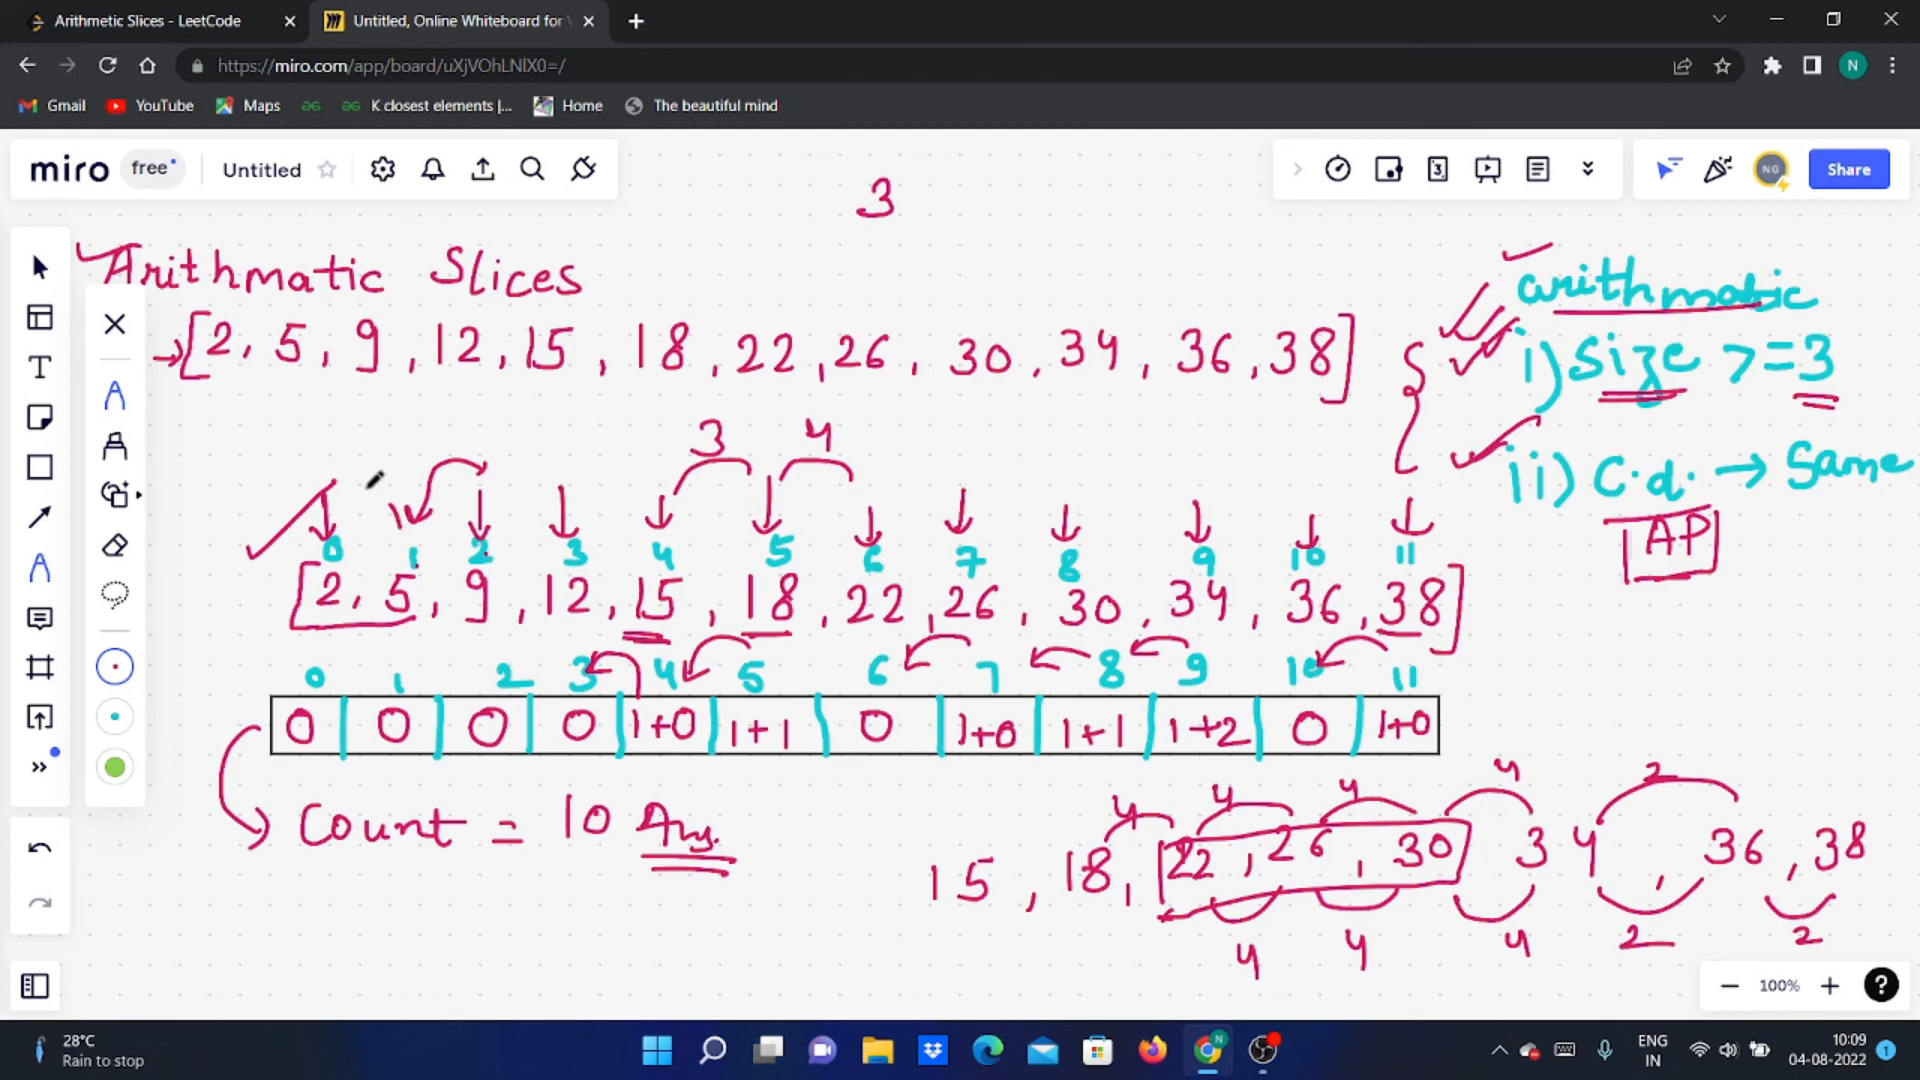 Arithmetic Slices - LeetCode
Untitled, Online Whiteboard for
https://miro.com/app/board/uXjVOhLNlX0=/
N
Gmail
YouTube
Maps
K closest elements |...
Home
The beautiful mind
miro
free
Untitled
3
NG
Share
3
Arithmatic Slices
[2, 5, 9, 12, 15, 18, 22, 26, 30, 34, 36, 38]
arithmatic
i) size >=3
ii) C.d. → Same
AP
3 4
0 1 2 3 4 5 6 7 8 9 10 11
[2, 5, 9, 12, 15, 18, 22, 26, 30, 34, 36, 38]
0 1 2 3 4 5 6 7 8 9 10 11
0 0 0 0 1+0 1+1 0 1+0 1+1 1+2 0 1+0
Count = 10 Ans.
4 4 4 4 2
15, 18, 22, 26, 30 34, 36, 38
4 4 4 2 2
100%
?
28°C
Rain to stop
ENG
IN
10:09
04-08-2022
1